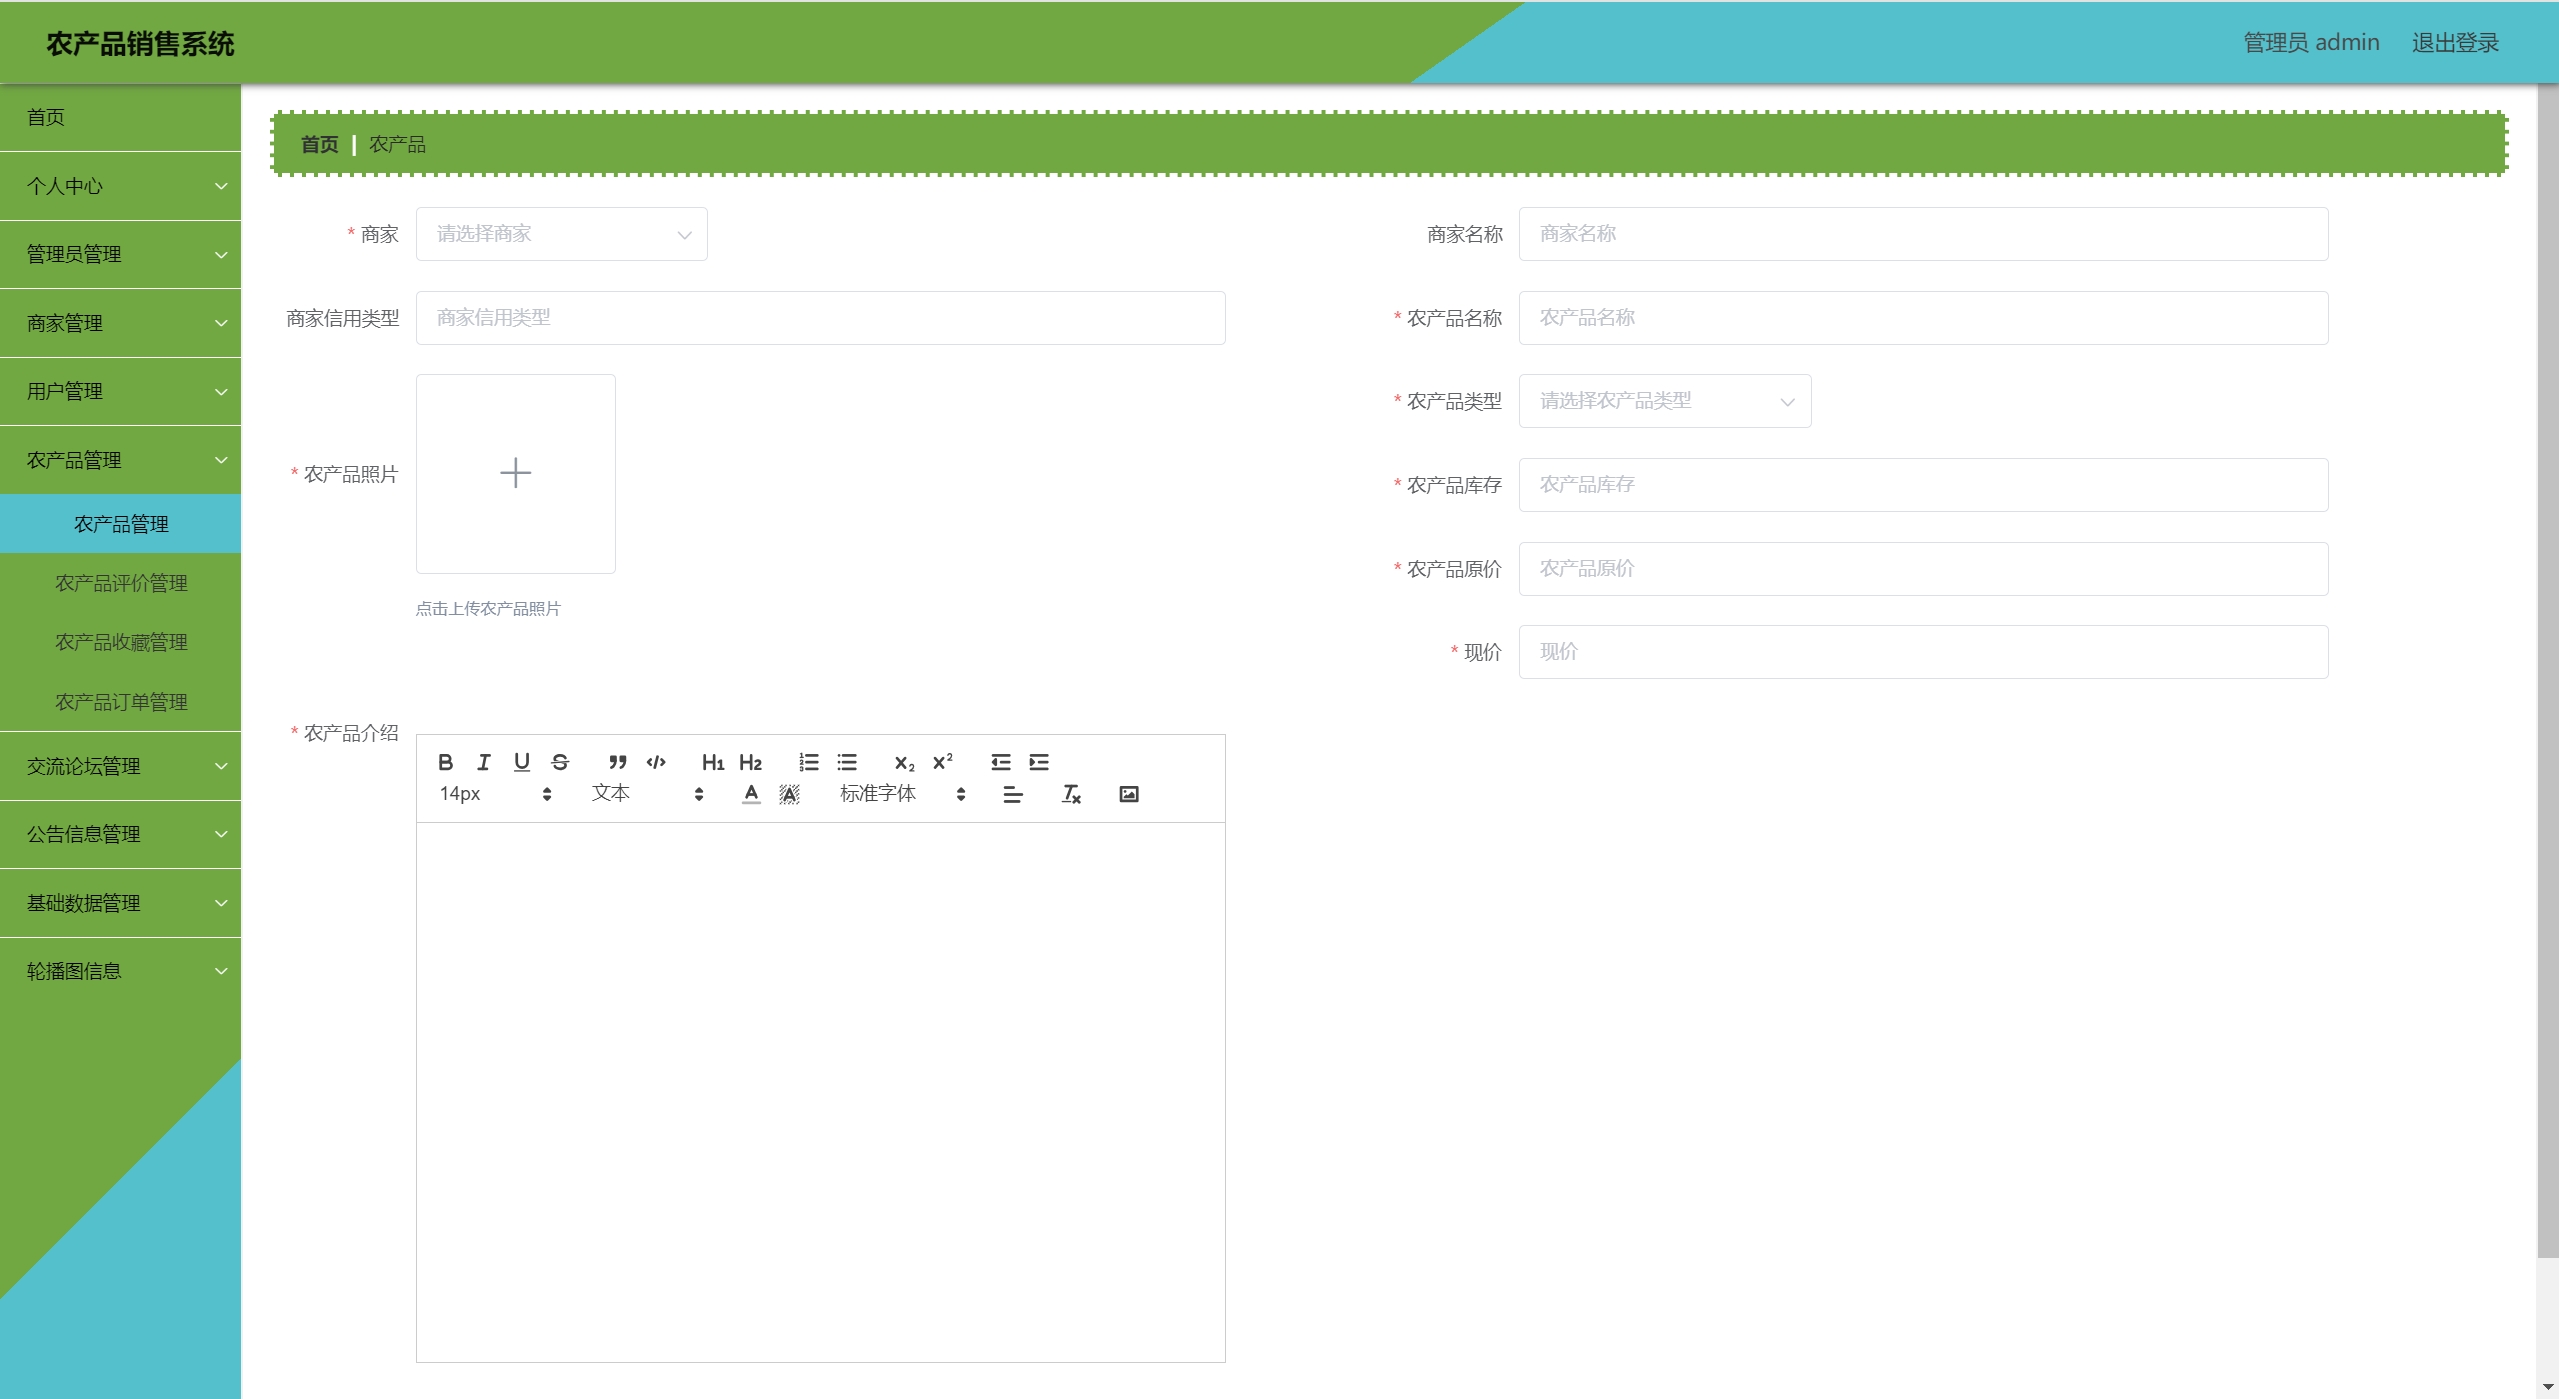 农产品销售系统
管理员 admin 退出登录
首页
个人中心
管理员管理
商家管理
用户管理
农产品管理
农产品管理
农产品评价管理
农产品收藏管理
农产品订单管理
交流论坛管理
公告信息管理
基础数据管理
轮播图信息
首页 | 农产品
* 商家 请选择商家
商家名称 商家名称
商家信用类型 商家信用类型
* 农产品名称 农产品名称
* 农产品照片
点击上传农产品照片
* 农产品类型 请选择农产品类型
* 农产品库存 农产品库存
* 农产品原价 农产品原价
* 现价 现价
* 农产品介绍
B I U S H1 H2 x2 x2
14px 文本 A A 标准字体 Tx